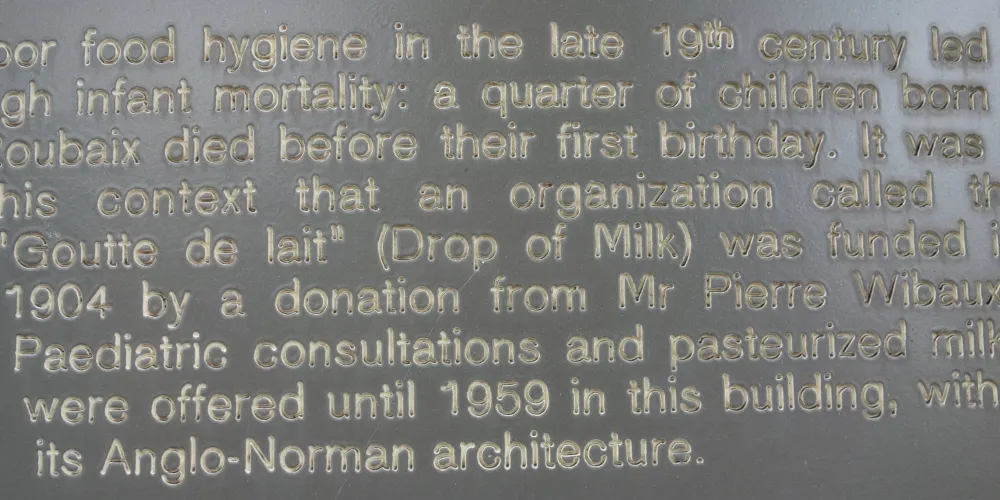 oor food hygiene in the late 19th century led
gh infant mortality: a quarter of children born
oubaix died before their first birthday. It was
his context that an organization called th
"Goutte de lait" (Drop of Milk) was funded i
1904 by a donation from Mr Pierre Wibaux
Paediatric consultations and pasteurized milk
were offered until 1959 in this building, with
its Anglo-Norman architecture.